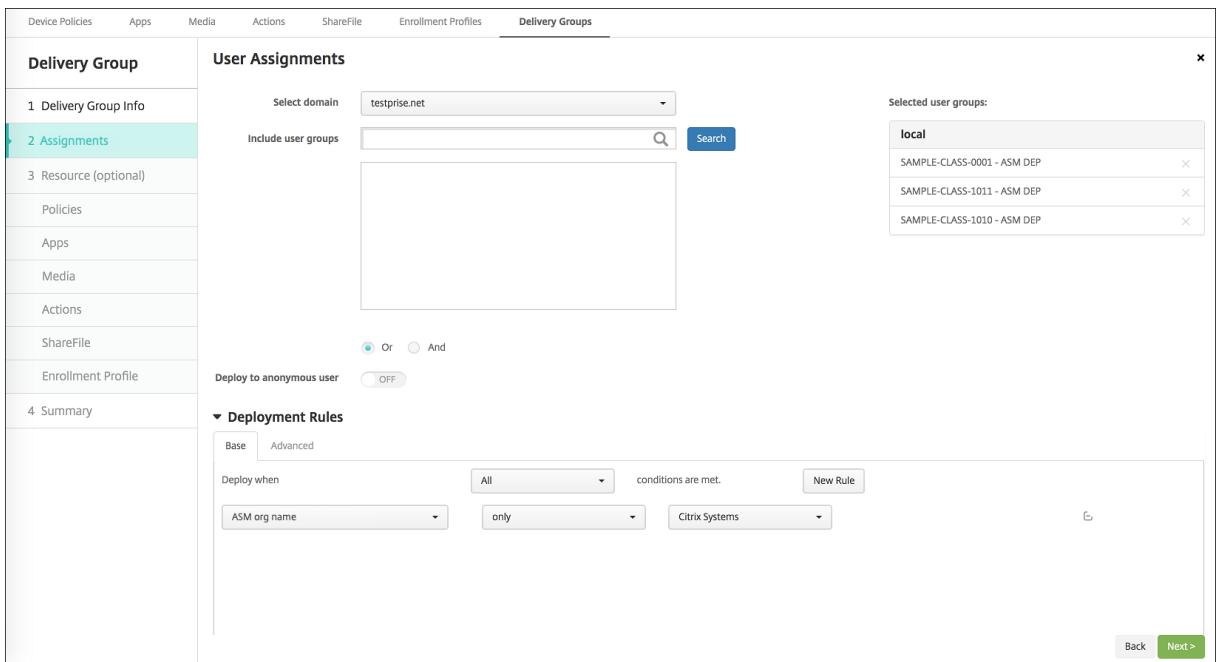 Device Policies Apps Media Actions ShareFile Enrollment Profiles Delivery Groups
Delivery Group
1 Delivery Group Info
2 Assignments
3 Resource (optional)
Policies
Apps
Media
Actions
ShareFile
Enrollment Profile
4 Summary
User Assignments
Select domain testprise.net
Include user groups Search
Or And
Deploy to anonymous user OFF
Selected user groups:
local
SAMPLE-CLASS-0001 - ASM DEP
SAMPLE-CLASS-1011 - ASM DEP
SAMPLE-CLASS-1010 - ASM DEP
Deployment Rules
Base Advanced
Deploy when All conditions are met. New Rule
ASM org name only Citrix Systems
Back Next >